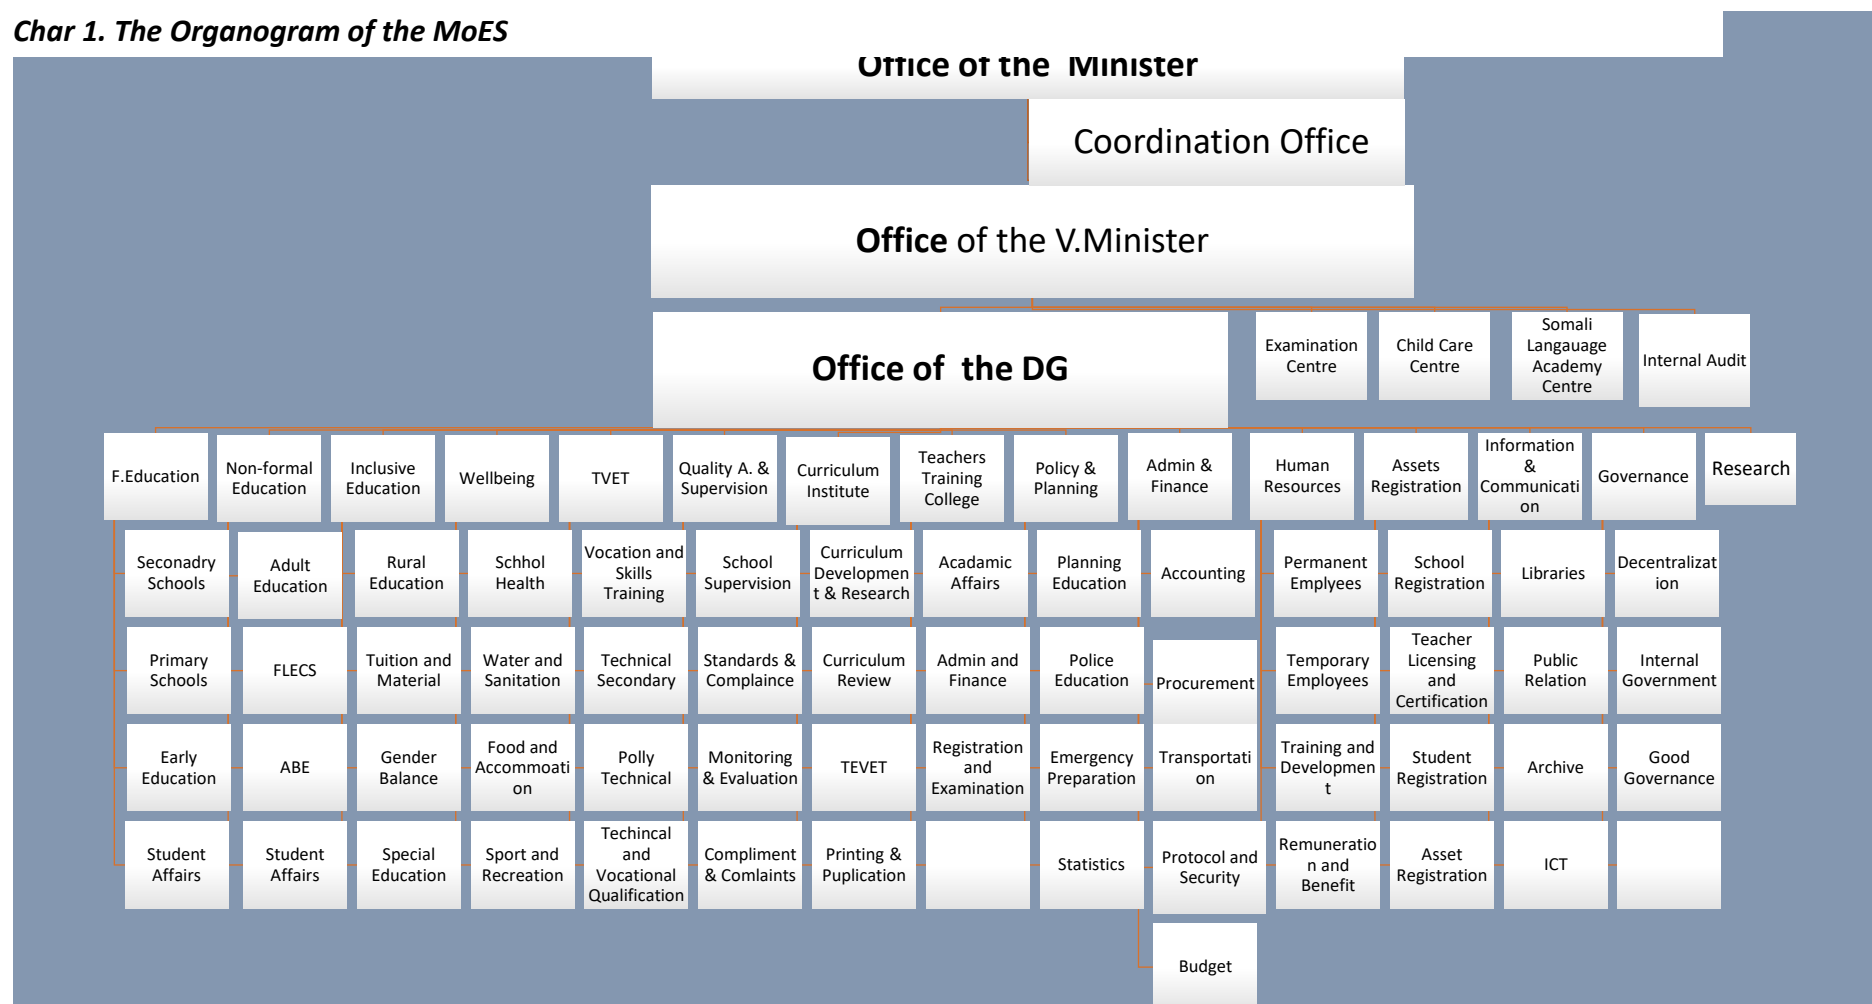 Char 1. The Organogram of the MoES
Office of the Minister
Coordination Office
Office of the V.Minister
Office of the DG
Examination
Centre
Child Care
Centre
Somali
Langauage
Academy
Centre
Internal Audit
F.Education
Non-formal
Education
Inclusive
Education
Wellbeing
TVET
Quality A. &
Supervision
Curriculum
Institute
Teachers
Training
College
Policy &
Planning
Admin &
Finance
Human
Resources
Assets
Registration
Information
&
Communicati
on
Governance
Research
Seconadry
Schools
Adult
Education
Rural
Education
Schhol
Health
Vocation and
Skills
Training
School
Supervision
Curriculum
Developmen
t & Research
Acadamic
Affairs
Planning
Education
Accounting
Permanent
Emplyees
School
Registration
Libraries
Decentralizat
ion
Primary
Schools
FLECS
Tuition and
Material
Water and
Sanitation
Technical
Secondary
Standards &
Complaince
Curriculum
Review
Admin and
Finance
Police
Education
Procurement
Temporary
Employees
Teacher
Licensing
and
Certification
Public
Relation
Internal
Government
Early
Education
ABE
Gender
Balance
Food and
Accommoati
on
Polly
Technical
Monitoring
& Evaluation
TEVET
Registration
and
Examination
Emergency
Preparation
Transportati
on
Training and
Developmen
t
Student
Registration
Archive
Good
Governance
Student
Affairs
Student
Affairs
Special
Education
Sport and
Recreation
Techincal
and
Vocational
Qualification
Compliment
& Comlaints
Printing &
Puplication
Statistics
Protocol and
Security
Remuneratio
n and
Benefit
Asset
Registration
ICT
Budget